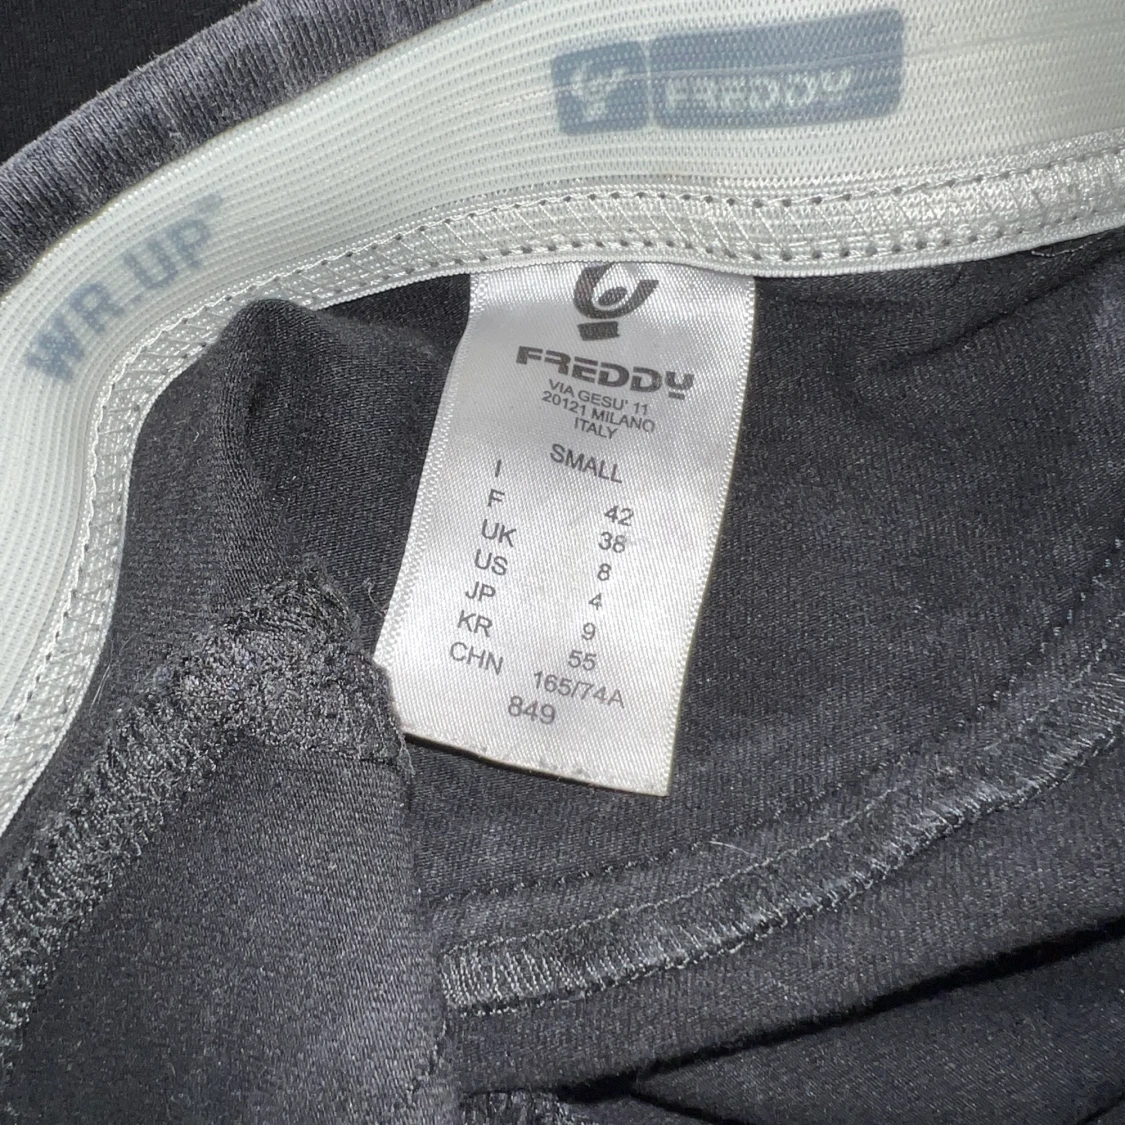 FREDDY
WR.UP®
FREDDY
VIA GESU' 11
20121 MILANO
ITALY
SMALL
I 42
F 38
UK 8
US 4
JP 9
KR 55
CHN 165/74A
849